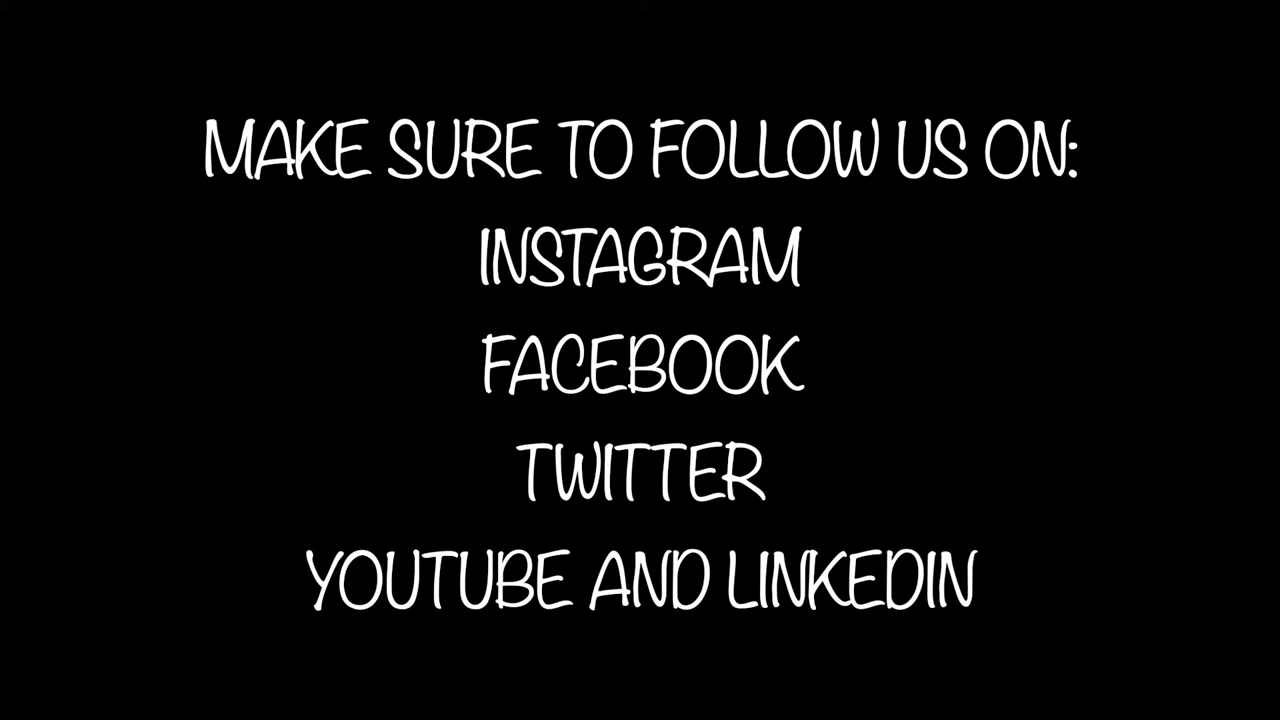 MAKE SURE TO FOLLOW US ON:
INSTAGRAM
FACEBOOK
TWITTER
YOUTUBE AND LINKEDIN